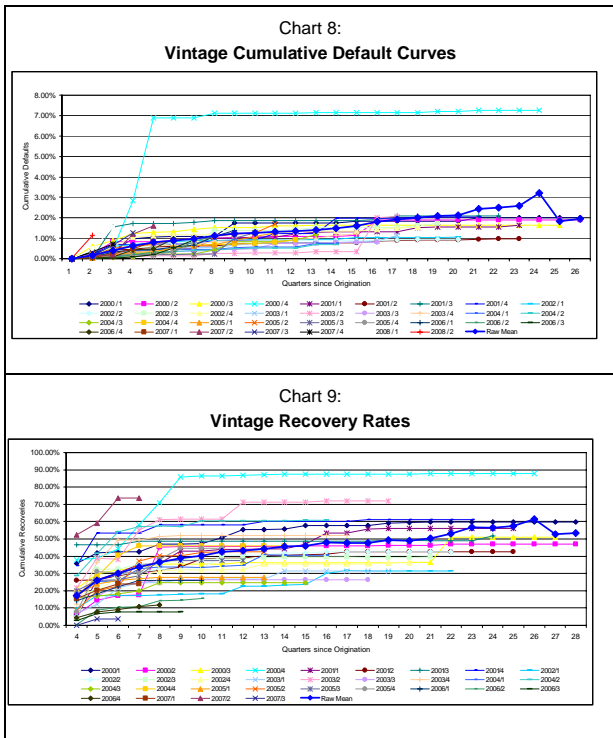 Chart 8:
Vintage Cumulative Default Curves
8.00%
7.00%
6.00%
5.00%
4.00%
3.00%
2.00%
1.00%
0.00%
Cumulative Defaults
1 2 3 4 5 6 7 8 9 10 11 12 13 14 15 16 17 18 19 20 21 22 23 24 25 26
Quarters since Origination
2000 / 1 2000 / 2 2000 / 3 2000 / 4 2001 / 1 2001 / 2 2001 / 3 2001 / 4 2002 / 1
2002 / 2 2002 / 3 2002 / 4 2003 / 1 2003 / 2 2003 / 3 2003 / 4 2004 / 1 2004 / 2
2004 / 3 2004 / 4 2005 / 1 2005 / 2 2005 / 3 2005 / 4 2006 / 1 2006 / 2 2006 / 3
2006 / 4 2007 / 1 2007 / 2 2007 / 3 2007 / 4 2008 / 1 2008 / 2 Raw Mean
Chart 9:
Vintage Recovery Rates
100.00%
90.00%
80.00%
70.00%
60.00%
50.00%
40.00%
30.00%
20.00%
10.00%
0.00%
Cumulative Recoveries
4 5 6 7 8 9 10 11 12 13 14 15 16 17 18 19 20 21 22 23 24 25 26 27 28
Quarters since Origination
2000/1 2000/2 2000/3 2000/4 2001/1 2001/2 2001/3 2001/4 2002/1
2002/2 2002/3 2002/4 2003/1 2003/2 2003/3 2003/4 2004/1 2004/2
2004/3 2004/4 2005/1 2005/2 2005/3 2005/4 2006/1 2006/2 2006/3
2006/4 2007/1 2007/2 2007/3 Raw Mean